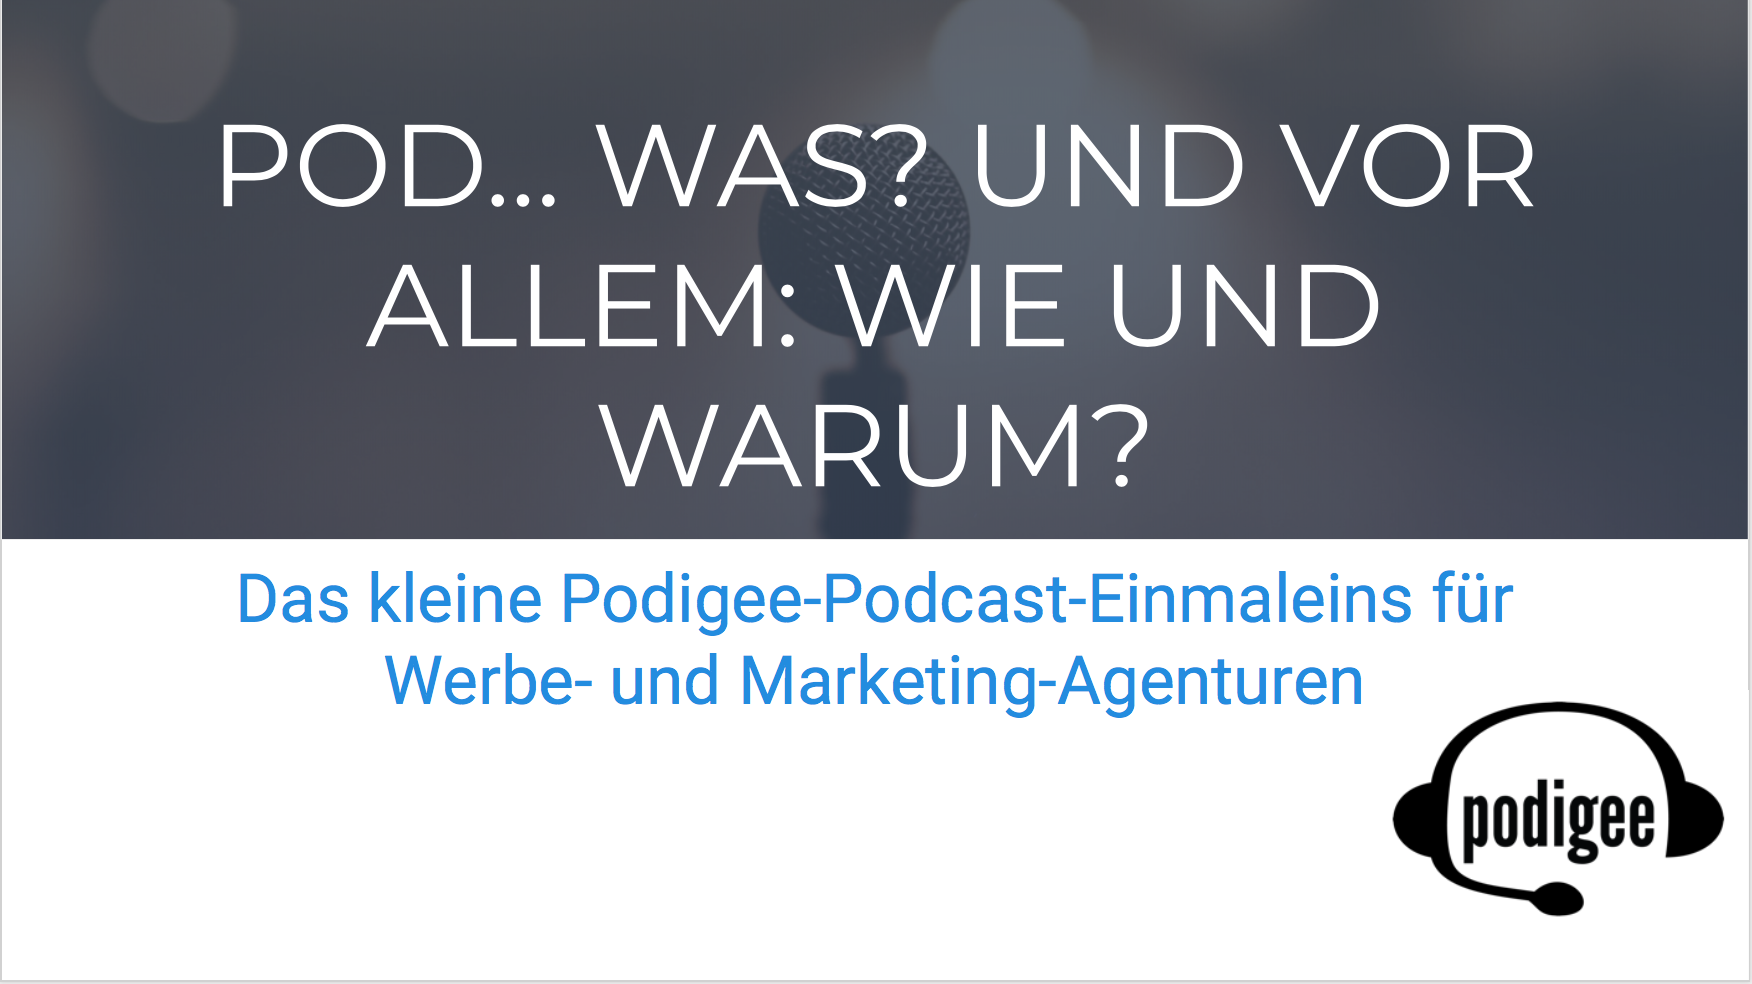 POD... WAS? UND VOR
ALLEM: WIE UND
WARUM?
Das kleine Podigee-Podcast-Einmaleins für
Werbe- und Marketing-Agenturen
podigee